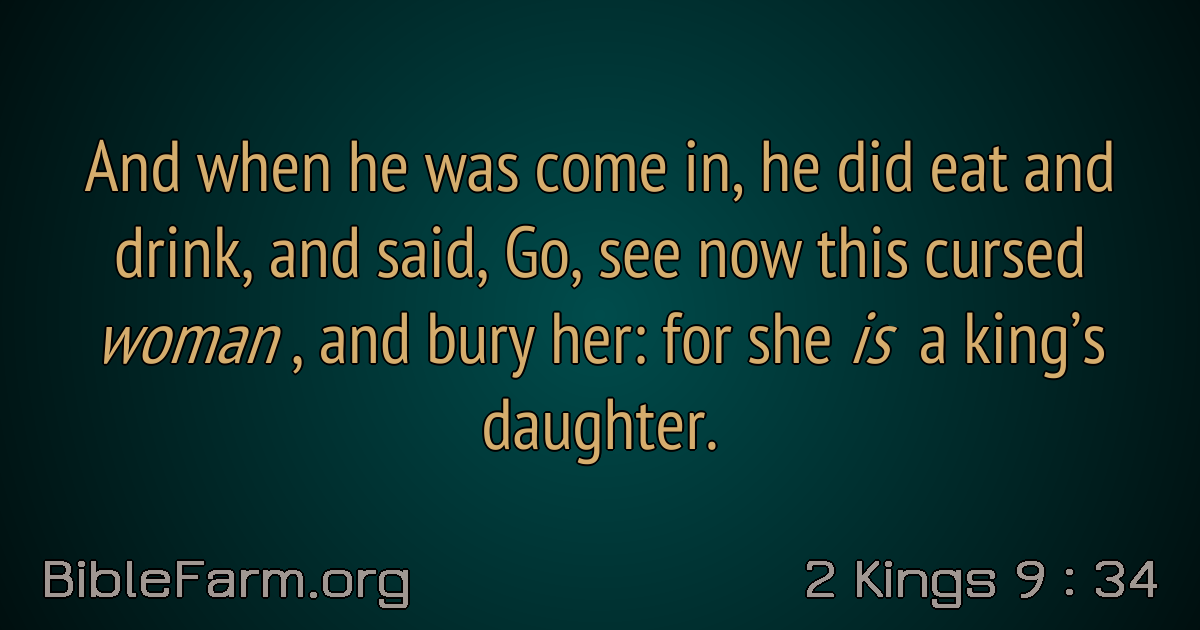 And when he was come in, he did eat and
drink, and said, Go, see now this cursed
woman , and bury her: for she is a king’s
daughter.
BibleFarm.org
2 Kings 9 : 34